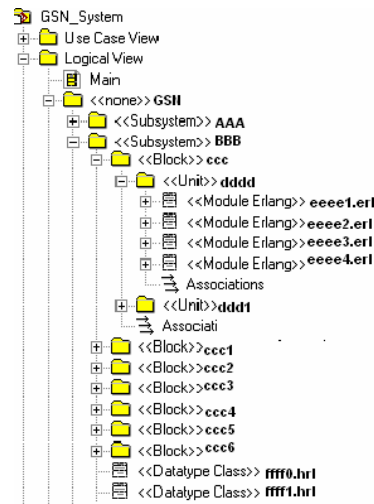 GSN_System
Use Case View
Logical View
Main
<<none>> GSN
<<Subsystem>> AAA
<<Subsystem>> BBB
<<Block>> ccc
<<Unit>> dddd
<<Module Erlang>> eeee1.erl
<<Module Erlang>> eeee2.erl
<<Module Erlang>> eeee3.erl
<<Module Erlang>> eeee4.erl
Associations
<<Unit>> ddd1
Associati
<<Block>> ccc1
<<Block>> ccc2
<<Block>> ccc3
<<Block>> ccc4
<<Block>> ccc5
<<Block>> ccc6
<<Datatype Class>> ffff0.hrl
<<Datatype Class>> ffff1.hrl